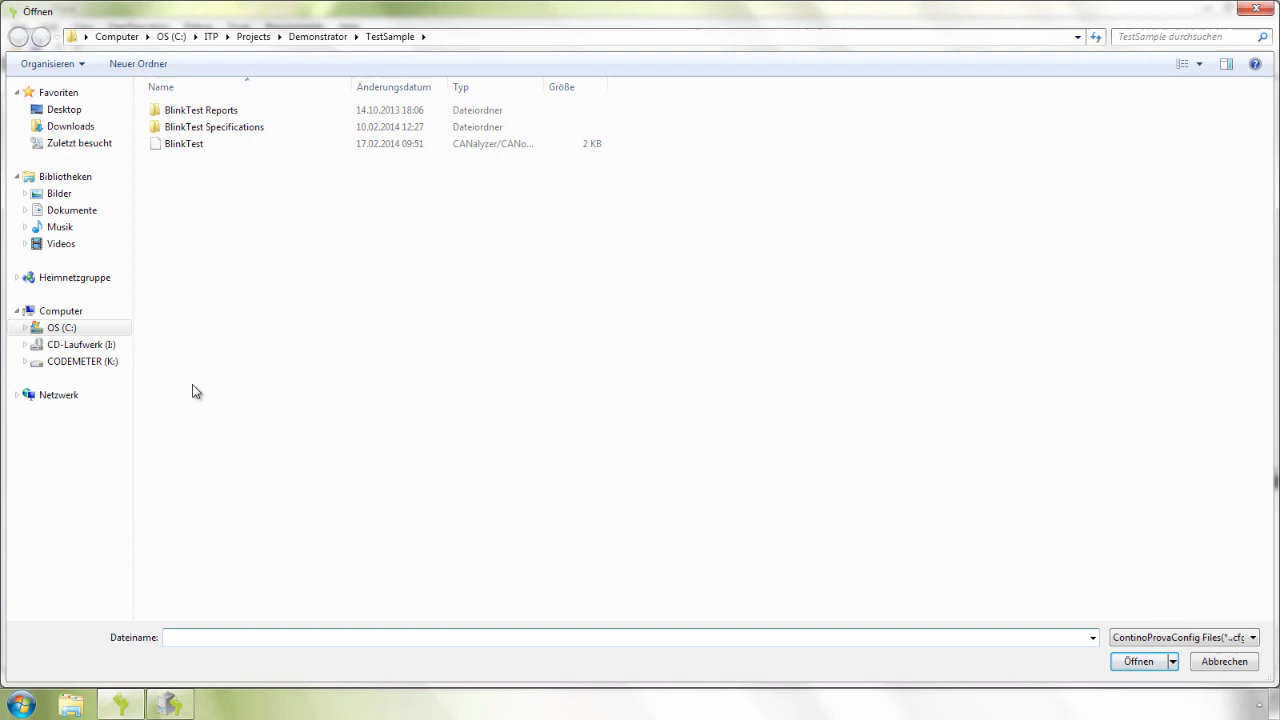 Öffnen
Computer OS (C:) ITP Projects Demonstrator TestSample
TestSample durchsuchen
Organisieren Neuer Ordner
Name Änderungsdatum Typ Größe
Favoriten
Desktop
Downloads
Zuletzt besucht
Bibliotheken
Bilder
Dokumente
Musik
Videos
Heimnetzgruppe
Computer
OS (C:)
CD-Laufwerk (I:)
CODEMETER (K:)
Netzwerk
BlinkTest Reports 14.10.2013 18:06 Dateiordner
BlinkTest Specifications 10.02.2014 12:27 Dateiordner
BlinkTest 17.02.2014 09:51 CANalyzer/CANo... 2 KB
Dateiname:
ContinoProvaConfig Files(*..cfg
Öffnen Abbrechen